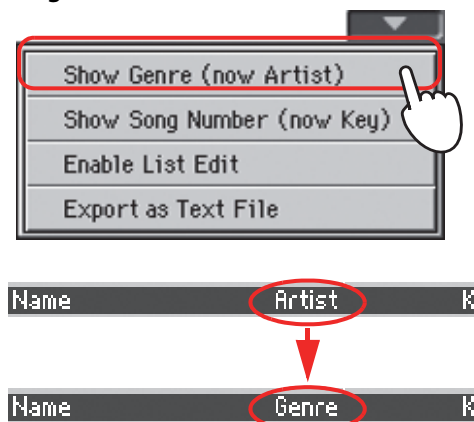 Show Genre (now Artist)
Show Song Number (now Key)
Enable List Edit
Export as Text File
Name Artist K
Name Genre K